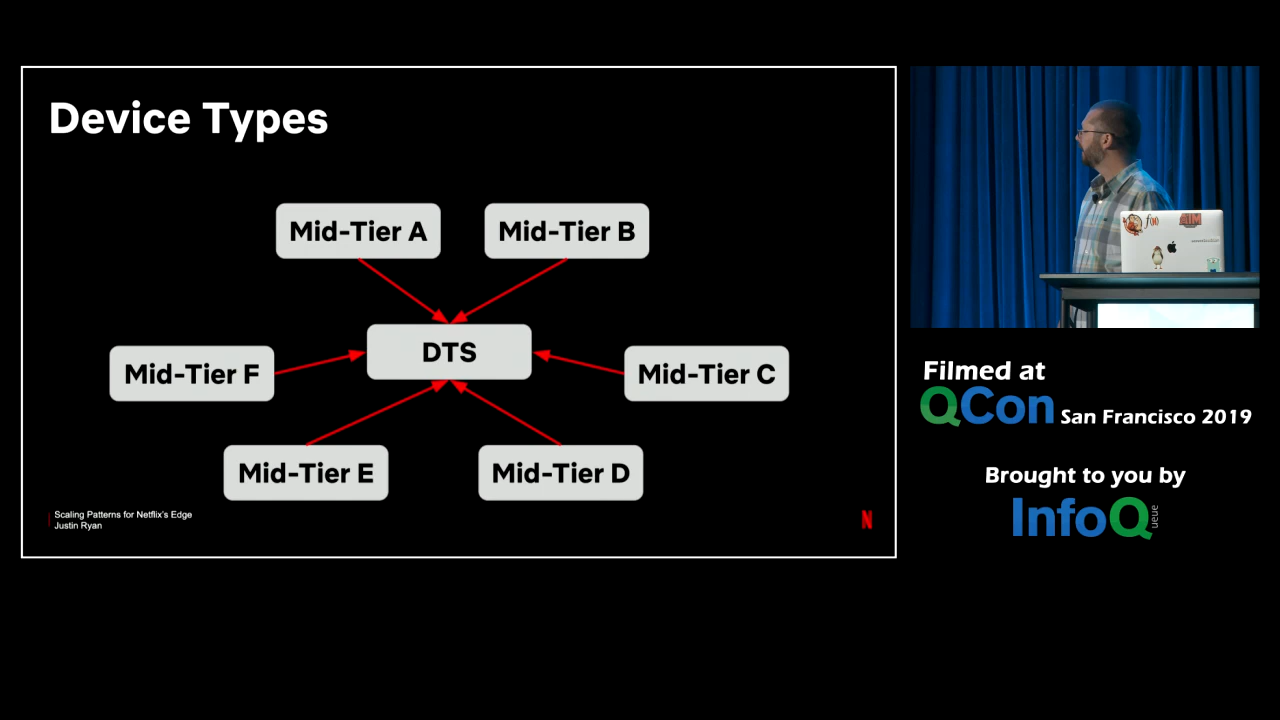 Device Types
Mid-Tier A
Mid-Tier B
DTS
Mid-Tier F
Mid-Tier C
Mid-Tier E
Mid-Tier D
Scaling Patterns for Netflix's Edge
Justin Ryan
N
f(x)
Filmed at
QCon San Francisco 2019
Brought to you by
InfoQ
ueue